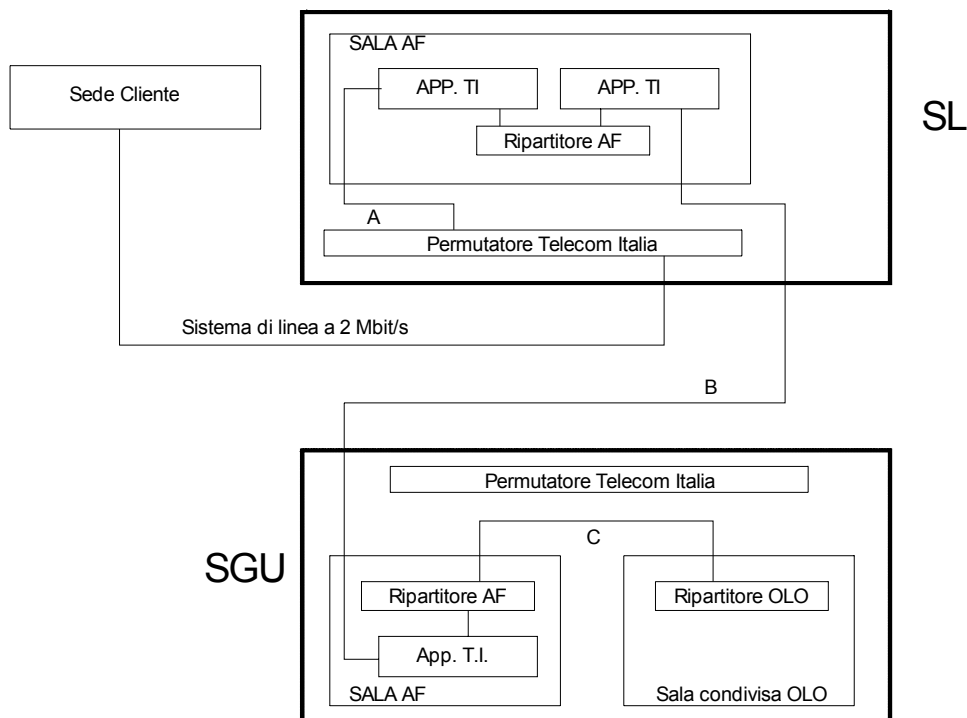 SALA AF
Sede Cliente
APP. TI
APP. TI
SL
Ripartitore AF
A
Permutatore Telecom Italia
Sistema di linea a 2 Mbit/s
B
Permutatore Telecom Italia
C
SGU
Ripartitore AF
Ripartitore OLO
App. T.I.
SALA AF
Sala condivisa OLO